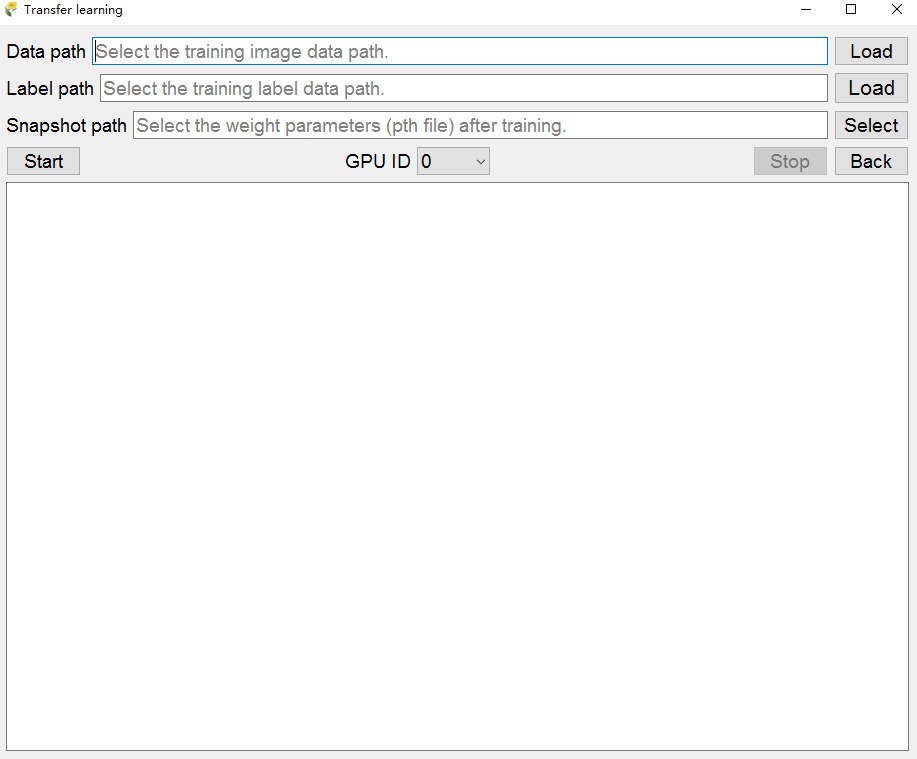 Transfer learning
Data path Select the training image data path. Load
Label path Select the training label data path. Load
Snapshot path Select the weight parameters (pth file) after training. Select
Start GPU ID 0 Stop Back